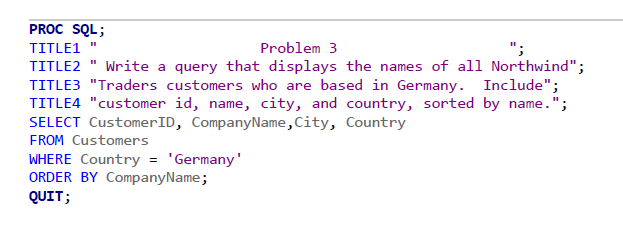 PROC SQL;
TITLE1 "                    Problem 3                     ";
TITLE2 " Write a query that displays the names of all Northwind";
TITLE3 "Traders customers who are based in Germany.  Include";
TITLE4 "customer id, name, city, and country, sorted by name.";
SELECT CustomerID, CompanyName,City, Country
FROM Customers
WHERE Country = 'Germany'
ORDER BY CompanyName;
QUIT;